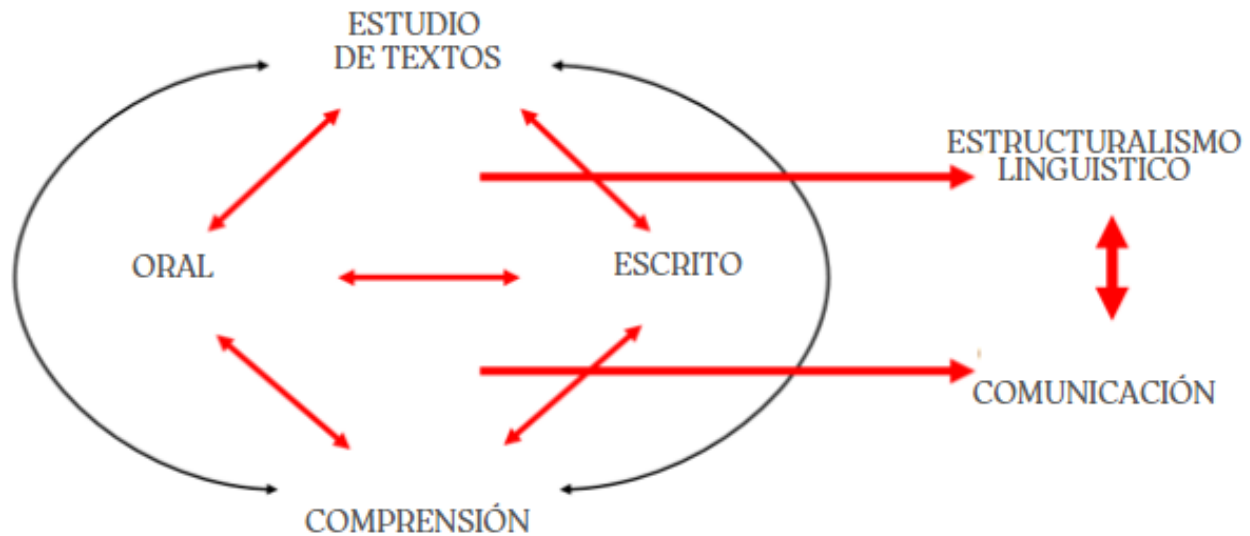 ESTUDIO
DE TEXTOS
ESTRUCTURALISMO
LINGUISTICO
ORAL
ESCRITO
COMUNICACIÓN
COMPRENSIÓN